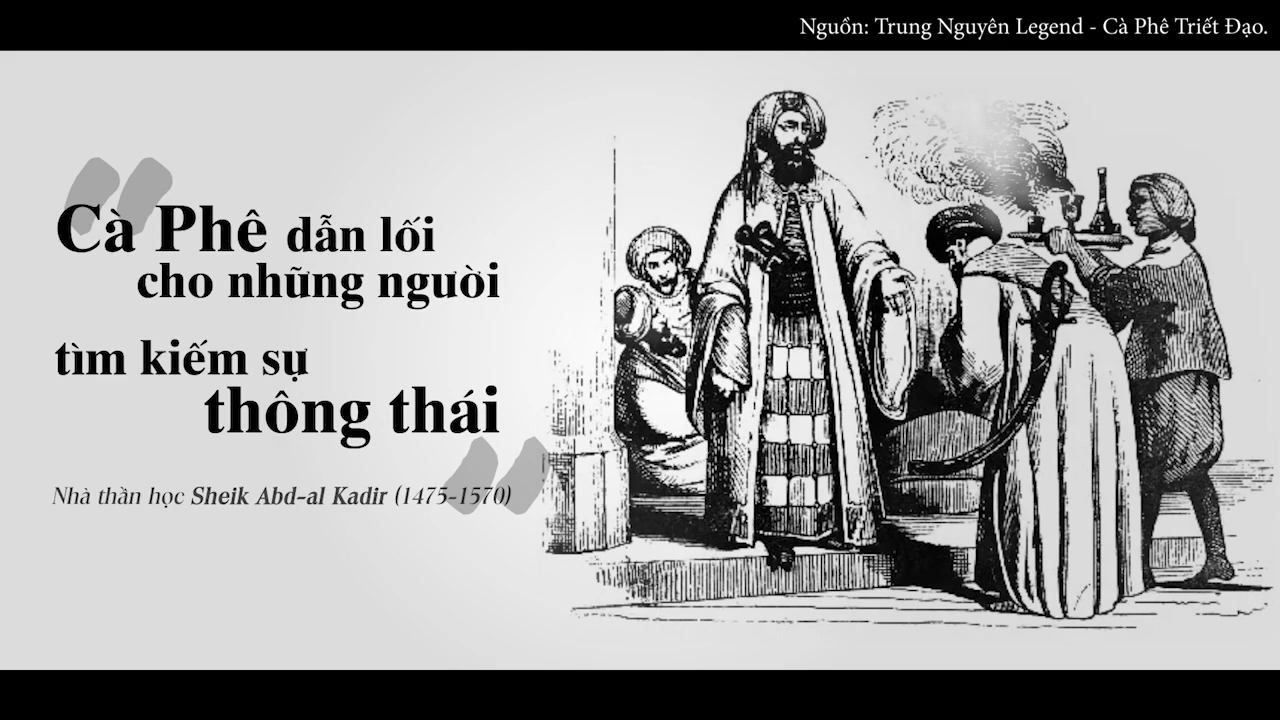 Nguồn: Trung Nguyên Legend - Cà Phê Triết Đạo.
Cà Phê dẫn lối
cho những người
tìm kiếm sự
thông thái
Nhà thần học Sheik Abd-al Kadir (1475-1570)